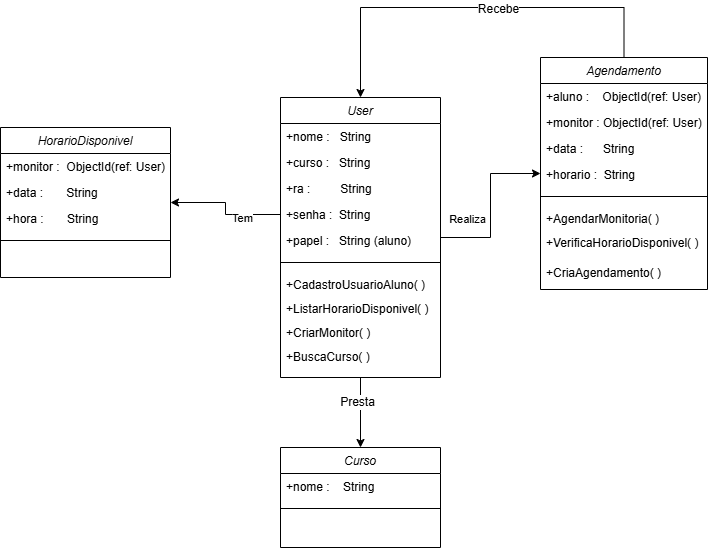 Recebe
Agendamento
+aluno : ObjectId(ref: User)
+monitor : ObjectId(ref: User)
+data : String
+horario : String
+AgendarMonitoria( )
+VerificaHorarioDisponivel( )
+CriaAgendamento( )
User
+nome : String
+curso : String
+ra : String
+senha : String
+papel : String (aluno)
+CadastroUsuarioAluno( )
+ListarHorarioDisponivel( )
+CriarMonitor( )
+BuscaCurso( )
HorarioDisponivel
+monitor : ObjectId(ref: User)
+data : String
+hora : String
Tem
Realiza
Presta
Curso
+nome : String